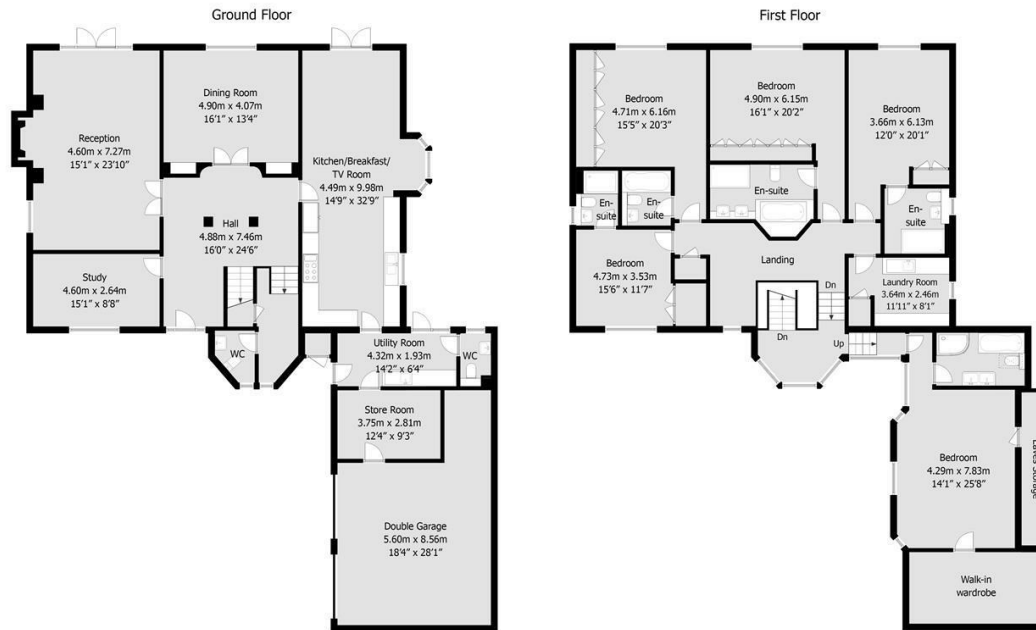 Ground Floor
Reception
4.60m x 7.27m
15'1" x 23'10"
Dining Room
4.90m x 4.07m
16'1" x 13'4"
Kitchen/Breakfast/
TV Room
4.49m x 9.98m
14'9" x 32'9"
Hall
4.88m x 7.46m
16'0" x 24'6"
Study
4.60m x 2.64m
15'1" x 8'8"
WC
Utility Room
4.32m x 1.93m
14'2" x 6'4"
WC
Store Room
3.75m x 2.81m
12'4" x 9'3"
Double Garage
5.60m x 8.56m
18'4" x 28'1"
First Floor
Bedroom
4.71m x 6.16m
15'5" x 20'3"
Bedroom
4.90m x 6.15m
16'1" x 20'2"
Bedroom
3.66m x 6.13m
12'0" x 20'1"
En-
suite
En-
suite
En-suite
En-
suite
Bedroom
4.73m x 3.53m
15'6" x 11'7"
Landing
Laundry Room
3.64m x 2.46m
11'11" x 8'1"
Dn
Dn
Up
Bedroom
4.29m x 7.83m
14'1" x 25'8"
Eaves Storage
Walk-in
wardrobe